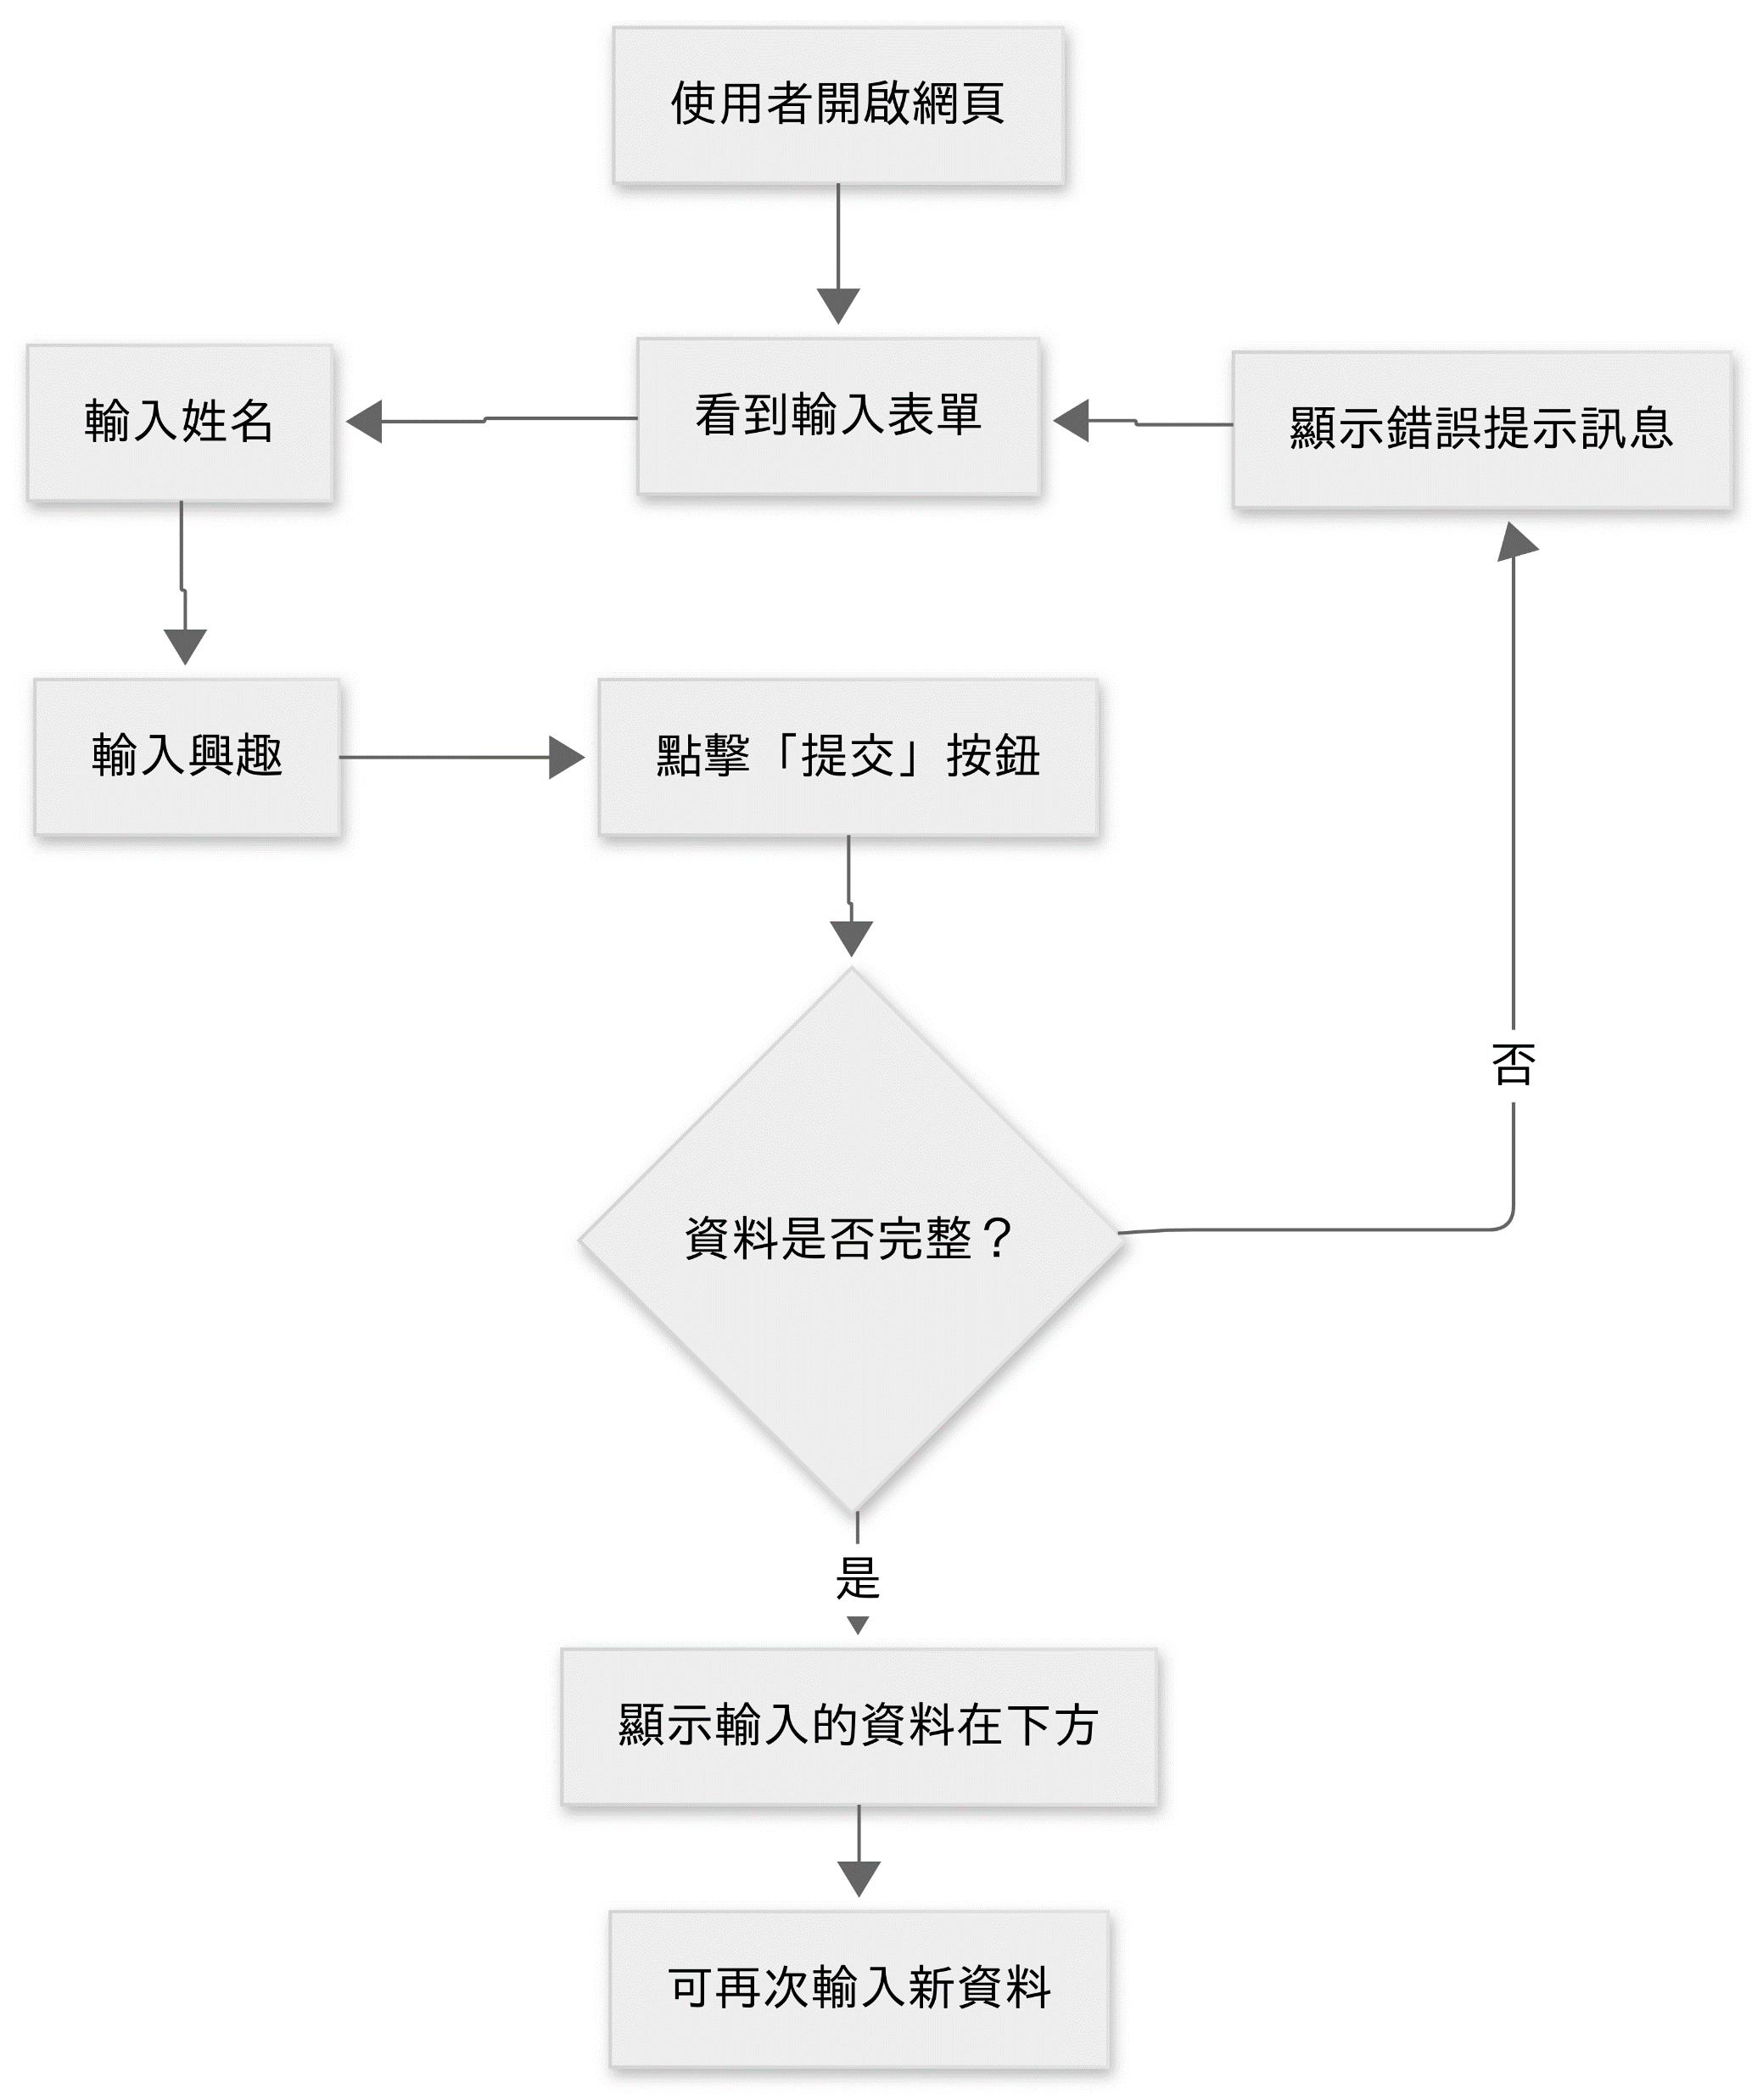 使用者開啟網頁
輸入姓名
看到輸入表單
顯示錯誤提示訊息
輸入興趣
點擊「提交」按鈕
否
資料是否完整？
是
顯示輸入的資料在下方
可再次輸入新資料